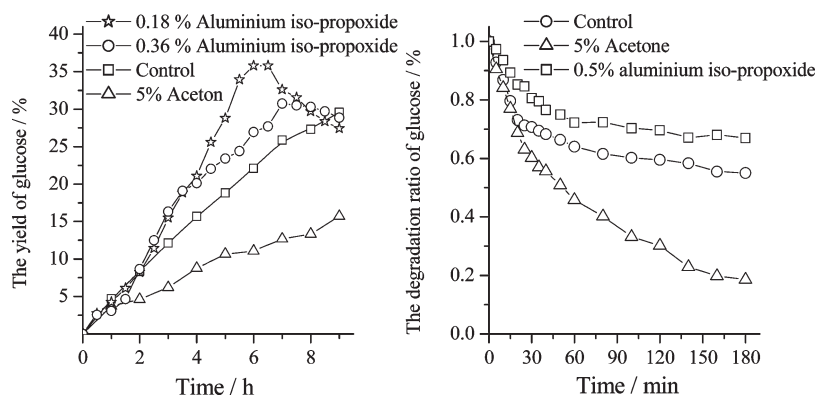 0.18 % Aluminium iso-propoxide
0.36 % Aluminium iso-propoxide
Control
5% Aceton
40
35
30
25
20
15
10
5
0
2
4
6
8
The yield of glucose / %
Time / h
Control
5% Acetone
0.5% aluminium iso-propoxide
1.0
0.8
0.6
0.4
0.2
0.0
0
30
60
90
120
150
180
The degradation ratio of glucose / %
Time / min